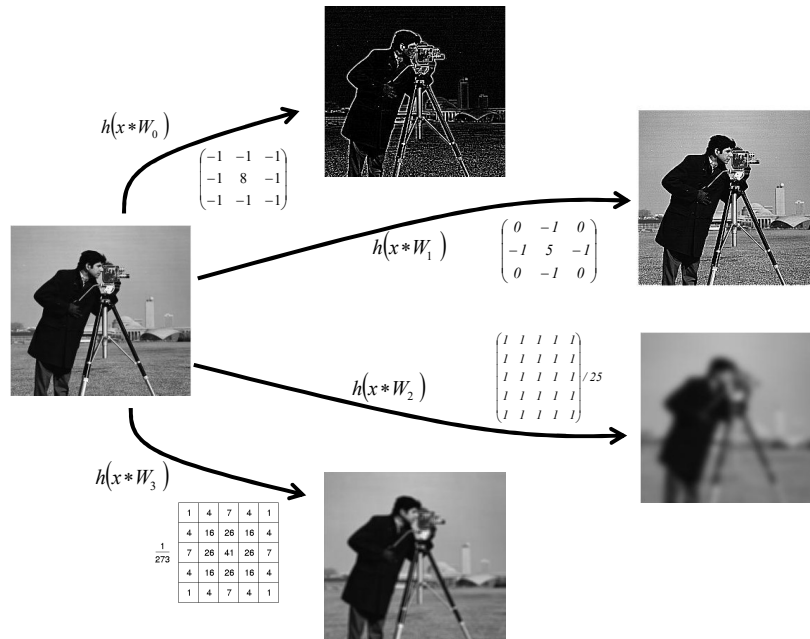 h(x∗W₀)
−1 −1 −1
−1 8 −1
−1 −1 −1
h(x∗W₁)
0 −1 0
−1 5 −1
0 −1 0
h(x∗W₂)
1 1 1 1 1
1 1 1 1 1
1 1 1 1 1 / 25
1 1 1 1 1
1 1 1 1 1
h(x∗W₃)
1 4 7 4 1
4 16 26 16 4
1/273 7 26 41 26 7
4 16 26 16 4
1 4 7 4 1